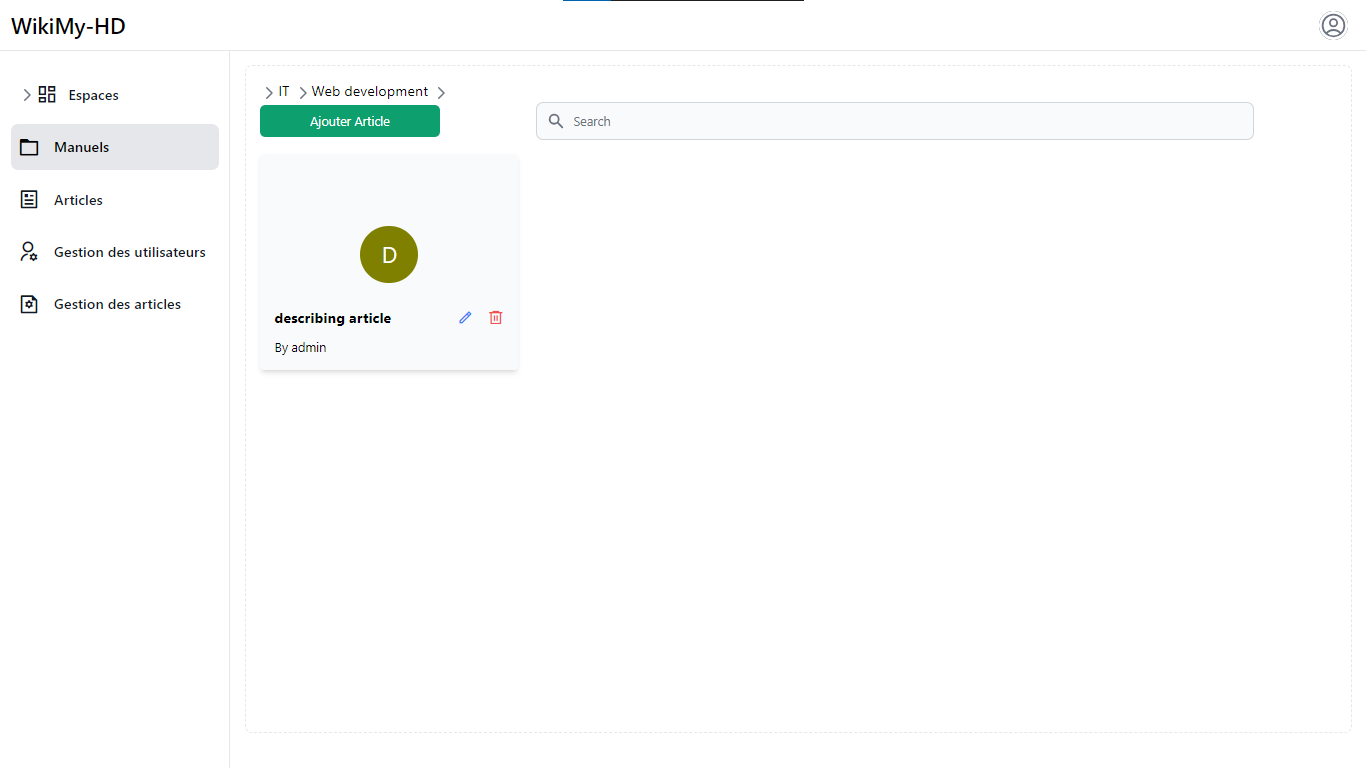 WikiMy-HD
Espaces
Manuels
Articles
Gestion des utilisateurs
Gestion des articles
IT Web development
Ajouter Article
Search
D
describing article
By admin